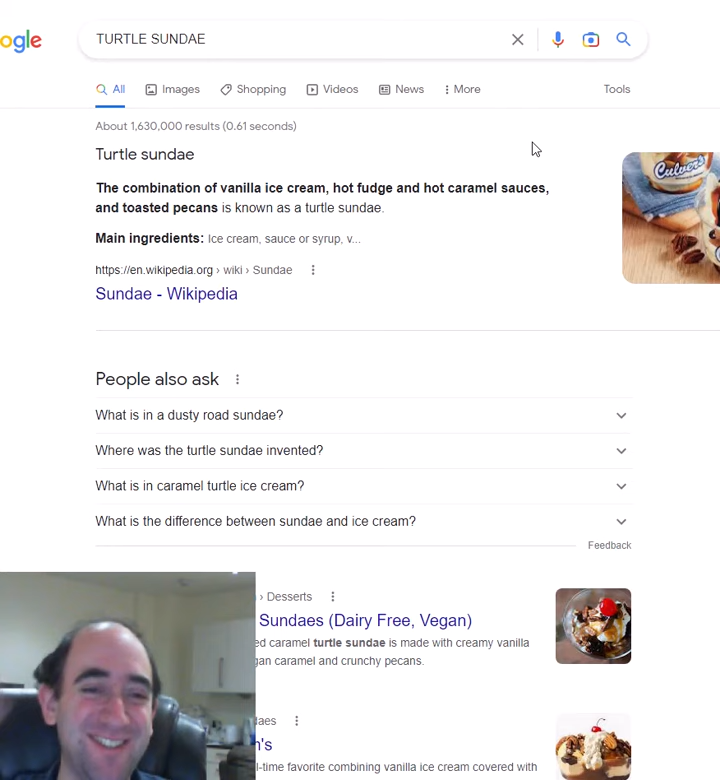 ogle
TURTLE SUNDAE
All Images Shopping Videos News More Tools
About 1,630,000 results (0.61 seconds)
Turtle sundae
The combination of vanilla ice cream, hot fudge and hot caramel sauces,
and toasted pecans is known as a turtle sundae.
Main ingredients: Ice cream, sauce or syrup, v...
https://en.wikipedia.org › wiki › Sundae
Sundae - Wikipedia
Culver's
People also ask
What is in a dusty road sundae?
Where was the turtle sundae invented?
What is in caramel turtle ice cream?
What is the difference between sundae and ice cream?
Feedback
› Desserts
Sundaes (Dairy Free, Vegan)
ed caramel turtle sundae is made with creamy vanilla
gan caramel and crunchy pecans.
daes
n's
l-time favorite combining vanilla ice cream covered with